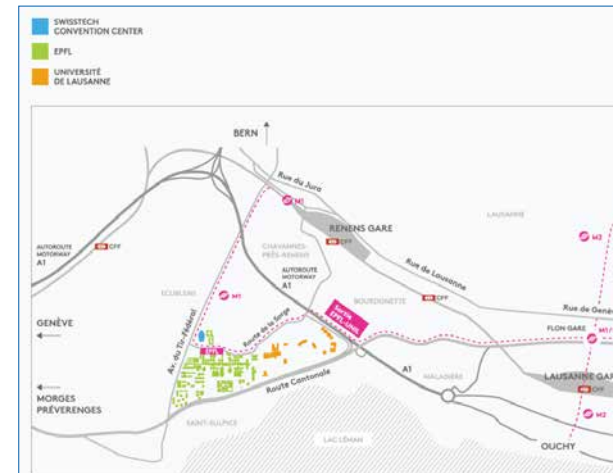 SWISSTECH
CONVENTION CENTER
EPFL
UNIVERSITÉ
DE LAUSANNE
BERN
Rue du Jura
M1
RENENS GARE
CFF
LAUSANNE
M2
AUTOROUTE
MOTORWAY
A1
CFF
CHAVANNES-
PRÈS-RENENS
Rue de Lausanne
AUTOROUTE
MOTORWAY
A1
ECUBLENS
M1
BOURDONETTE
CFF
Rue de Genè
Sortie
EPFL-UNIL
GENÈVE
Av. du Tir-Fédéral
Route de la Sorge
FLON GARE
M1/
EPFL
A1
MALADIÈRE
LAUSANNE GAR
CFF
MORGES
PRÉVERENGES
Route Cantonale
M2
SAINT-SULPICE
LAC LÉMAN
OUCHY